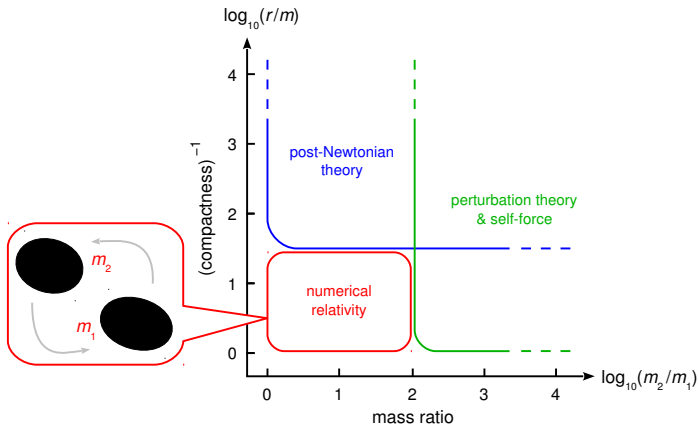 log₁₀(r/m)
4
3
2
1
0
(compactness)⁻¹
post-Newtonian
theory
perturbation theory
& self-force
numerical
relativity
m₂
m₁
0
1
2
3
4
log₁₀(m₂/m₁)
mass ratio